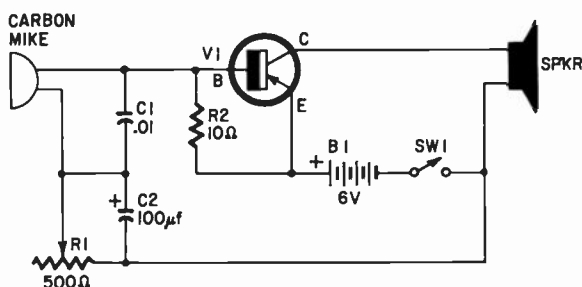 CARBON
MIKE
V1
B
C
E
SPKR
C1
.01
R2
10Ω
B1
+
6V
SW1
+
C2
100μf
R1
500Ω